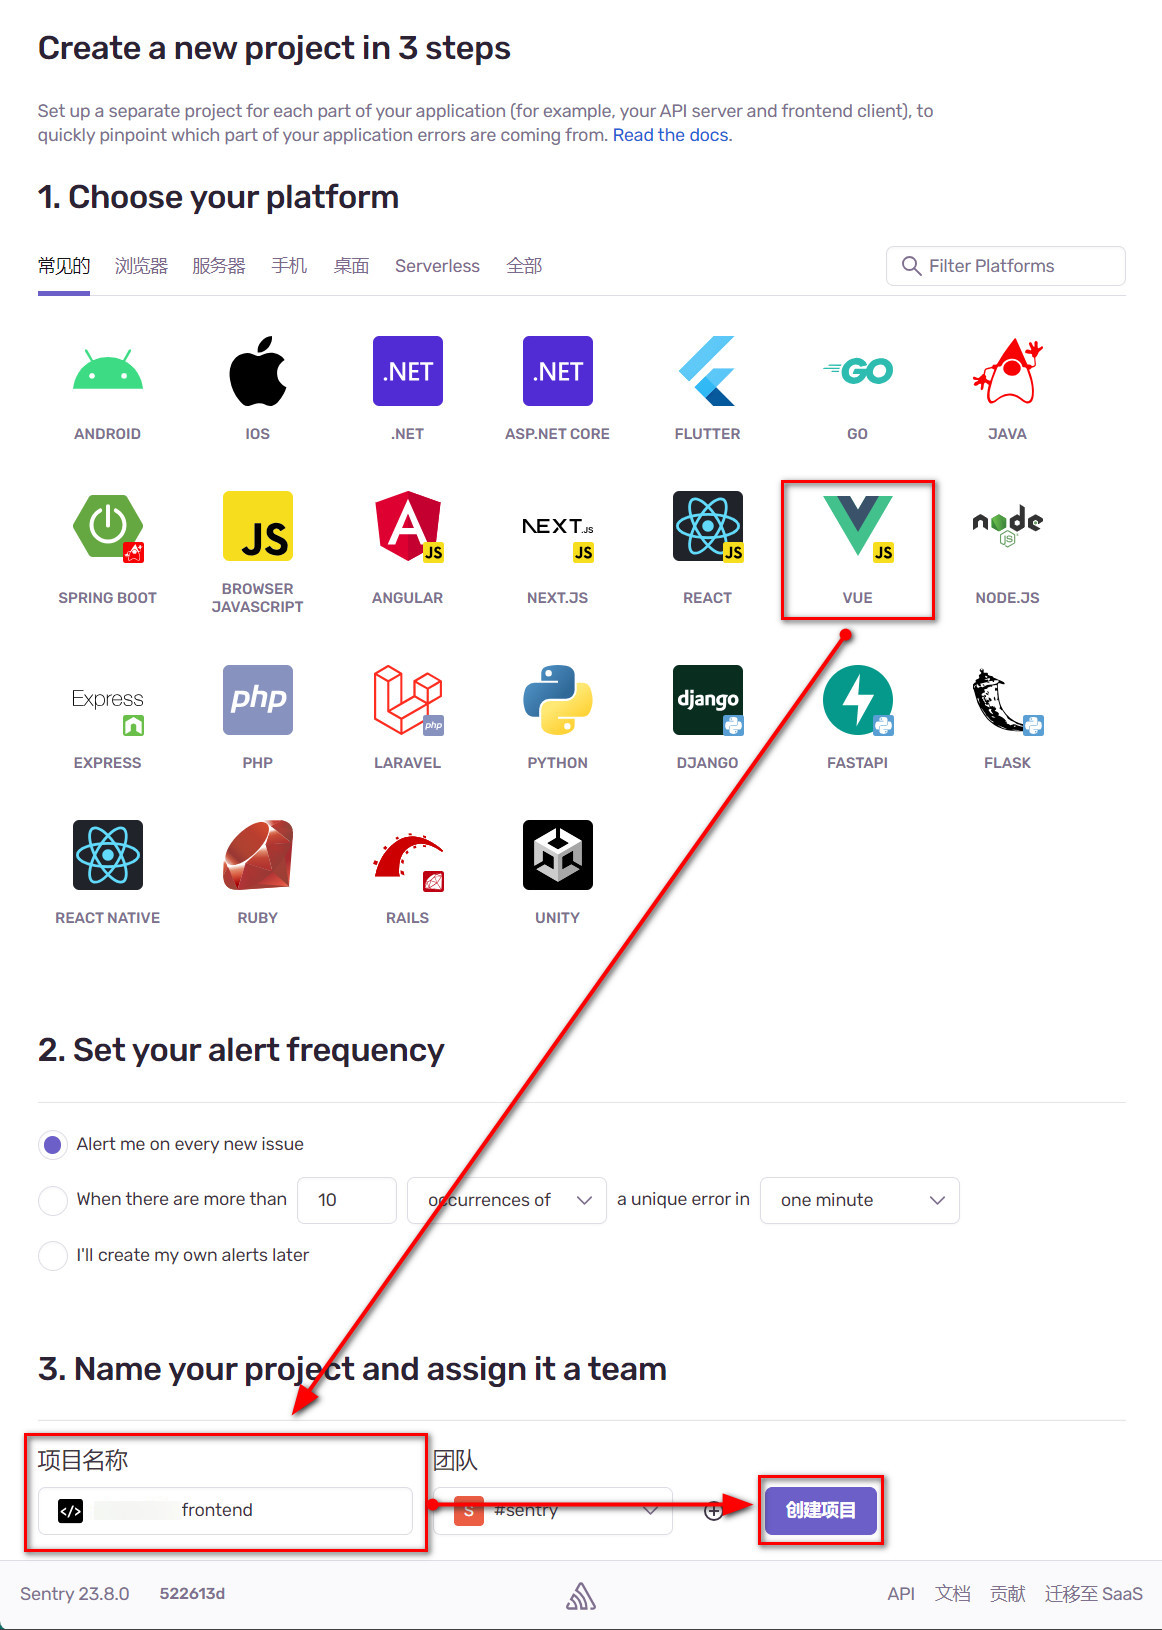 Create a new project in 3 steps
Set up a separate project for each part of your application (for example, your API server and frontend client), to
quickly pinpoint which part of your application errors are coming from. Read the docs.
1. Choose your platform
常见的 浏览器 服务器 手机 桌面 Serverless 全部 Filter Platforms
.NET .NET GO
ANDROID IOS .NET ASP.NET CORE FLUTTER GO JAVA
JS JS NEXT.JS JS JS JS node JS
SPRING BOOT BROWSER JAVASCRIPT ANGULAR NEXT.JS REACT VUE NODE.JS
Express php php django
EXPRESS PHP LARAVEL PYTHON DJANGO FASTAPI FLASK
REACT NATIVE RUBY RAILS UNITY
2. Set your alert frequency
Alert me on every new issue
When there are more than 10 occurrences of a unique error in one minute
I'll create my own alerts later
3. Name your project and assign it a team
项目名称 团队
frontend S #sentry 创建项目
Sentry 23.8.0 522613d API 文档 贡献 迁移至 SaaS